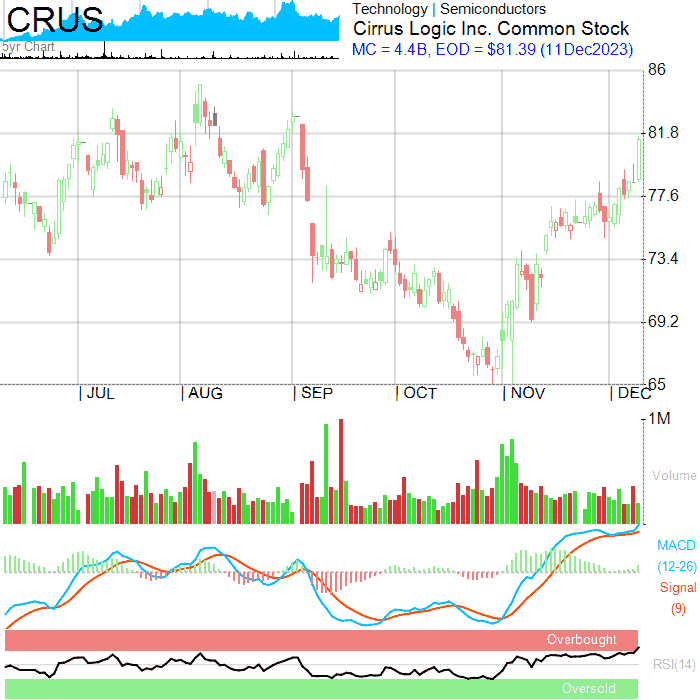 CRUS
5yr Chart
Technology | Semiconductors
Cirrus Logic Inc. Common Stock
MC = 4.4B, EOD = $81.39 (11Dec2023)
86
81.8
77.6
73.4
69.2
65
JUL AUG SEP OCT NOV DEC
1M
Volume
MACD
(12-26)
Signal
(9)
Overbought
RSI(14)
Oversold